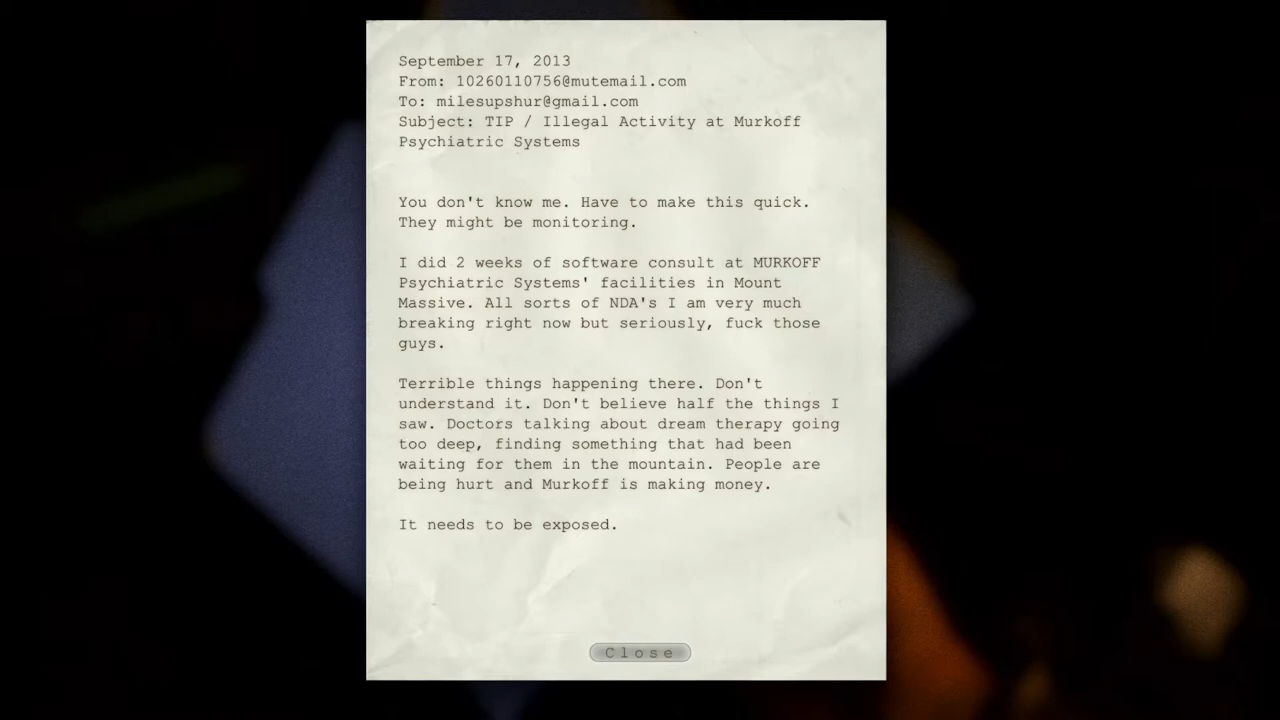 September 17, 2013
From: 10260110756@mutemail.com
To: milesupshur@gmail.com
Subject: TIP / Illegal Activity at Murkoff
Psychiatric Systems
You don't know me. Have to make this quick.
They might be monitoring.
I did 2 weeks of software consult at MURKOFF
Psychiatric Systems' facilities in Mount
Massive. All sorts of NDA's I am very much
breaking right now but seriously, fuck those
guys.
Terrible things happening there. Don't
understand it. Don't believe half the things I
saw. Doctors talking about dream therapy going
too deep, finding something that had been
waiting for them in the mountain. People are
being hurt and Murkoff is making money.
It needs to be exposed.
Close